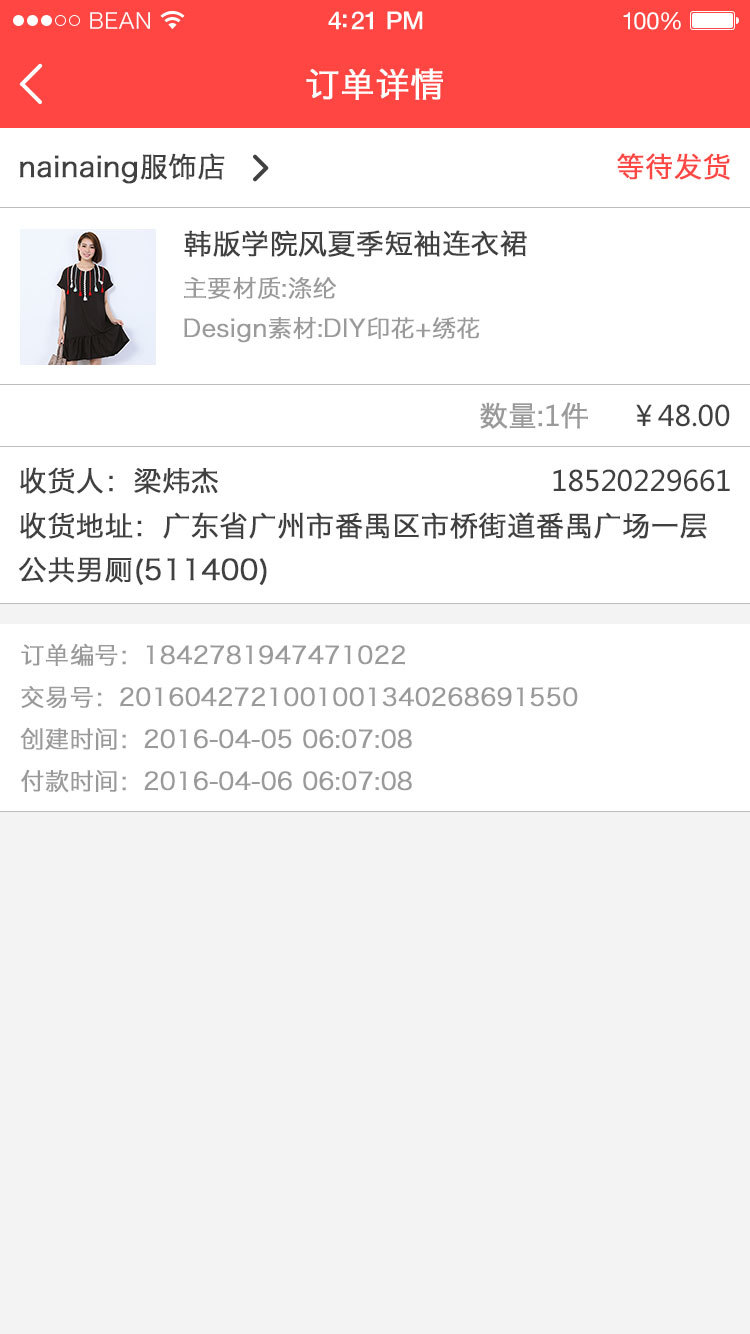 BEAN 4:21 PM 100%
订单详情
nainaing服饰店 等待发货
韩版学院风夏季短袖连衣裙
主要材质:涤纶
Design素材:DIY印花+绣花
数量:1件 ¥48.00
收货人：梁炜杰 18520229661
收货地址：广东省广州市番禺区市桥街道番禺广场一层
公共男厕(511400)
订单编号：1842781947471022
交易号：2016042721001001340268691550
创建时间：2016-04-05 06:07:08
付款时间：2016-04-06 06:07:08